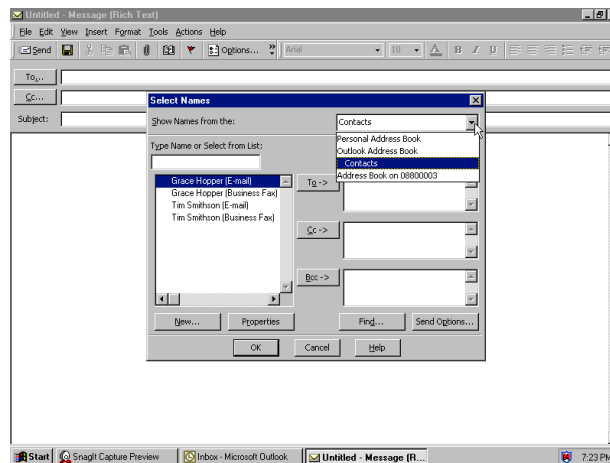 Untitled - Message (Rich Text)
File Edit View Insert Format Tools Actions Help
Send Options... Arial 10 A B I U
To...
Cc...
Subject:
Select Names
Show Names from the: Contacts
Personal Address Book
Outlook Address Book
Contacts
Address Book on 08800003
Type Name or Select from List:
Grace Hopper (E-mail)
Grace Hopper (Business Fax)
Tim Smithson (E-mail)
Tim Smithson (Business Fax)
To ->
Cc ->
Bcc ->
New... Properties Find... Send Options...
OK Cancel Help
Start SnagIt Capture Preview Inbox - Microsoft Outlook Untitled - Message (R... 7:23 PM